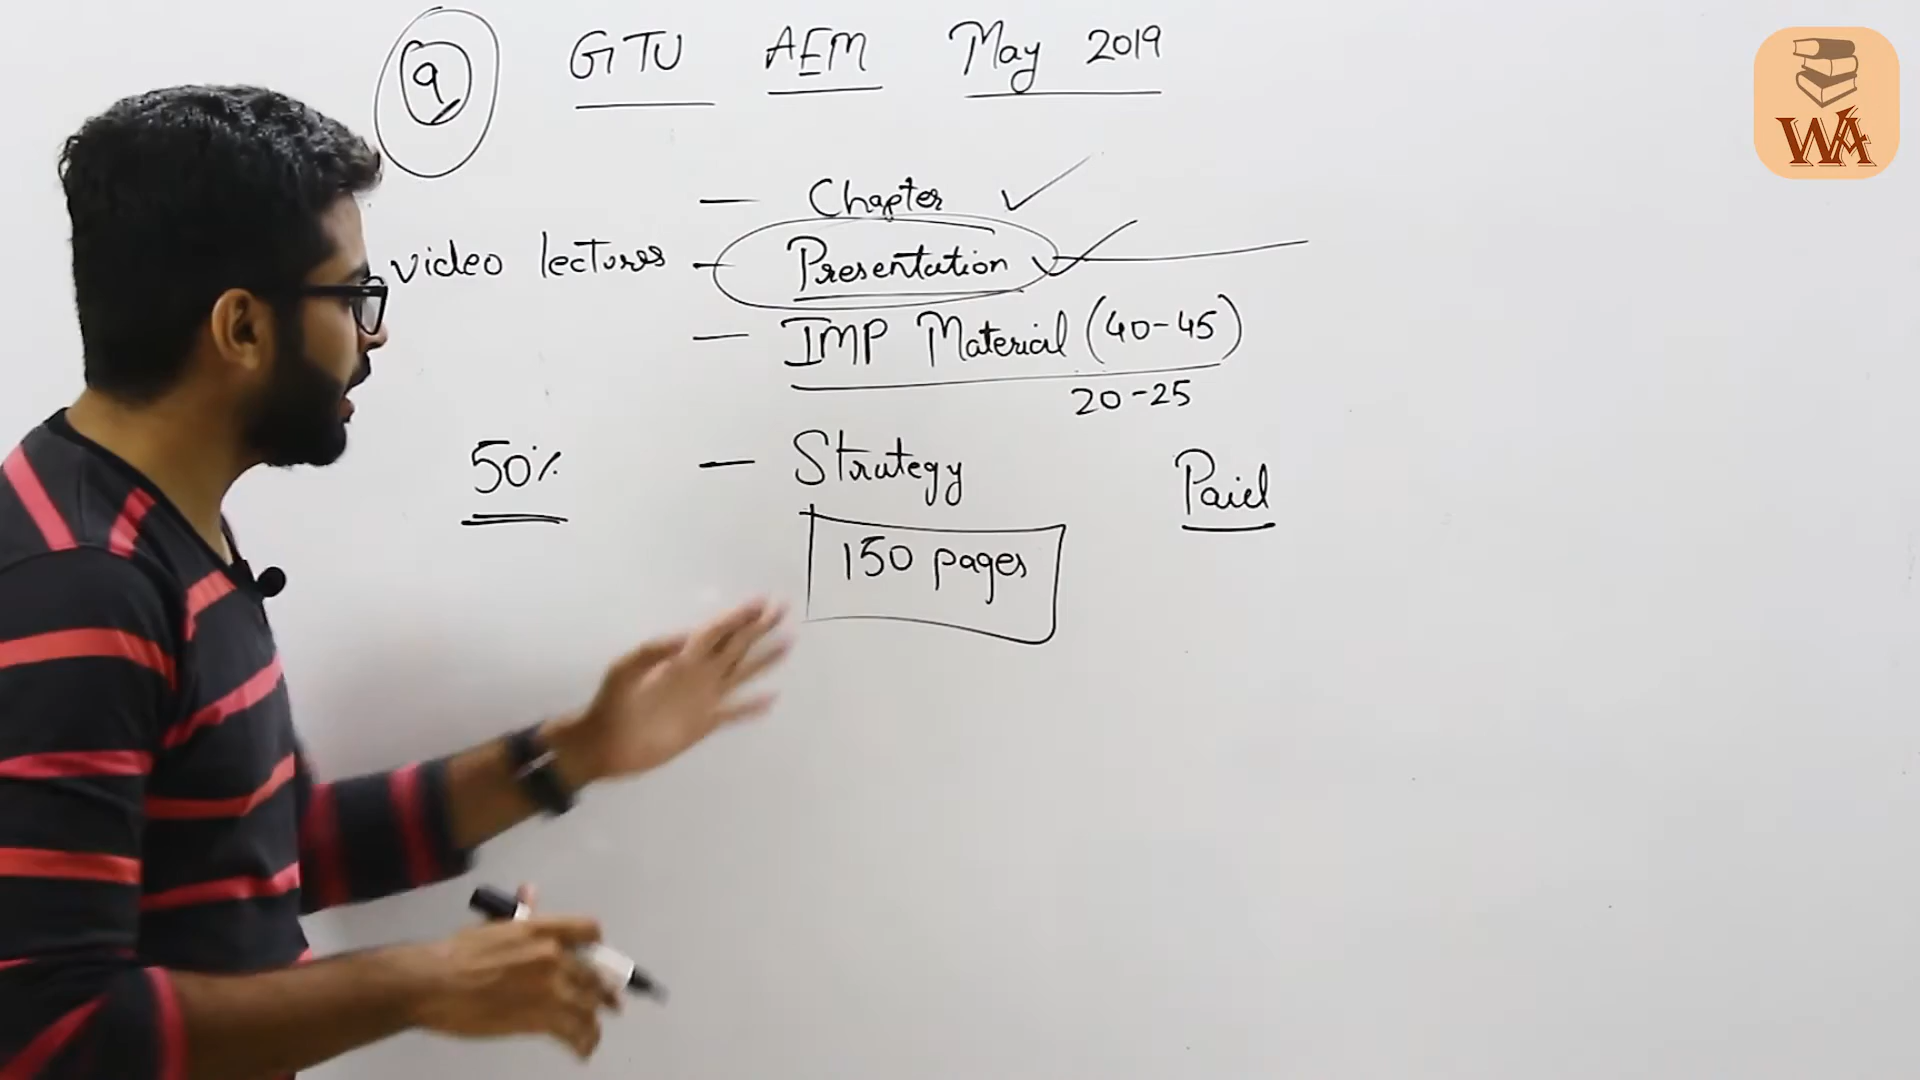 9 GTU AEM May 2019
WA
— Chapter ✓
video lectures — Presentation ✓
— IMP Material (40-45)
20-25
50% — Strategy Paid
150 pages